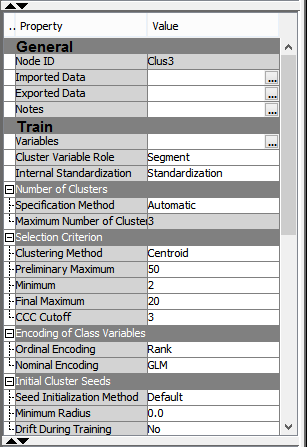 .. Property Value
General
Node ID Clus3
Imported Data ...
Exported Data ...
Notes ...
Train
Variables ...
Cluster Variable Role Segment
Internal Standardization Standardization
Number of Clusters
Specification Method Automatic
Maximum Number of Cluster 3
Selection Criterion
Clustering Method Centroid
Preliminary Maximum 50
Minimum 2
Final Maximum 20
CCC Cutoff 3
Encoding of Class Variables
Ordinal Encoding Rank
Nominal Encoding GLM
Initial Cluster Seeds
Seed Initialization Method Default
Minimum Radius 0.0
Drift During Training No